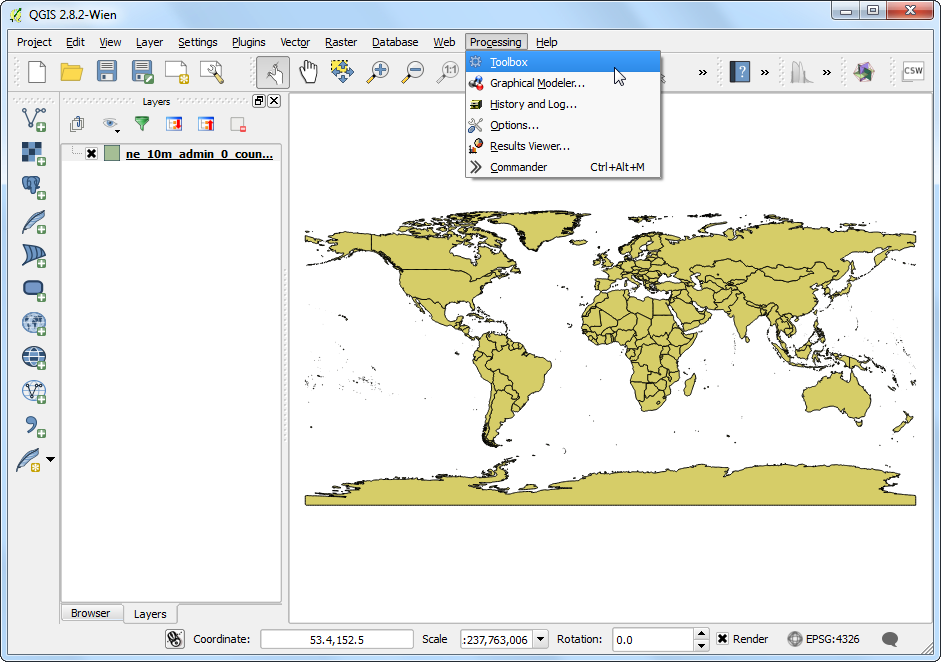 QGIS 2.8.2-Wien
Project Edit View Layer Settings Plugins Vector Raster Database Web Processing Help
Toolbox
Graphical Modeler...
History and Log...
Options...
Results Viewer...
Commander Ctrl+Alt+M
1:1
?
CSW
Layers
ne_10m_admin_0_coun...
Browser Layers
Coordinate: 53.4,152.5 Scale :237,763,006 Rotation: 0.0 Render EPSG:4326